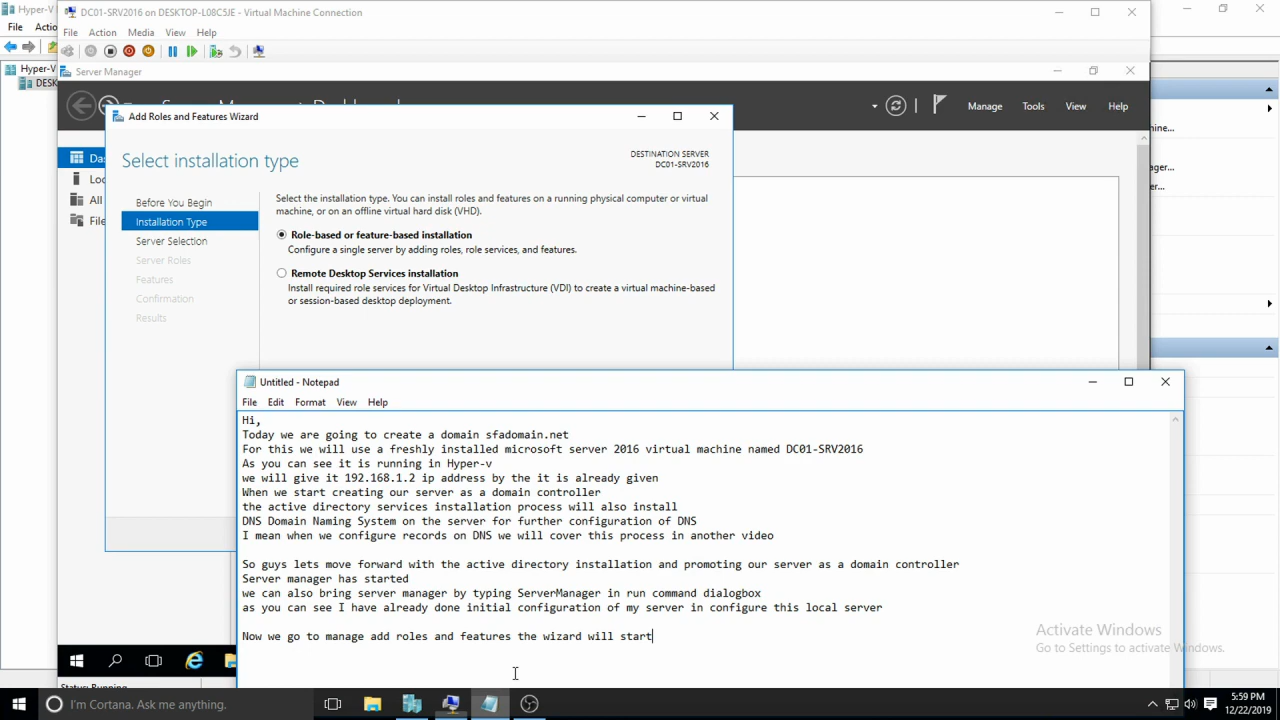 Hyper-V
DC01-SRV2016 on DESKTOP-L08C5JE - Virtual Machine Connection
File
File Action Media View Help
Hyper-V
Server Manager
Manage Tools View Help
Add Roles and Features Wizard
Select installation type
DESTINATION SERVER
DC01-SRV2016
Before You Begin
Installation Type
Server Selection
Server Roles
Features
Confirmation
Results
Select the installation type. You can install roles and features on a running physical computer or virtual
machine, or on an offline virtual hard disk (VHD).
Role-based or feature-based installation
Configure a single server by adding roles, role services, and features.
Remote Desktop Services installation
Install required role services for Virtual Desktop Infrastructure (VDI) to create a virtual machine-based
or session-based desktop deployment.
All
Untitled - Notepad
File Edit Format View Help
Hi,
Today we are going to create a domain sfadomain.net
For this we will use a freshly installed microsoft server 2016 virtual machine named DC01-SRV2016
As you can see it is running in Hyper-v
we will give it 192.168.1.2 ip address by the it is already given
When we start creating our server as a domain controller
the active directory services installation process will also install
DNS Domain Naming System on the server for further configuration of DNS
I mean when we configure records on DNS we will cover this process in another video
So guys lets move forward with the active directory installation and promoting our server as a domain controller
Server manager has started
we can also bring server manager by typing ServerManager in run command dialogbox
as you can see I have already done initial configuration of my server in configure this local server
Now we go to manage add roles and features the wizard will start
Activate Windows
Go to Settings to activate Windows.
Status: Running
I'm Cortana. Ask me anything.
5:59 PM
12/22/2019